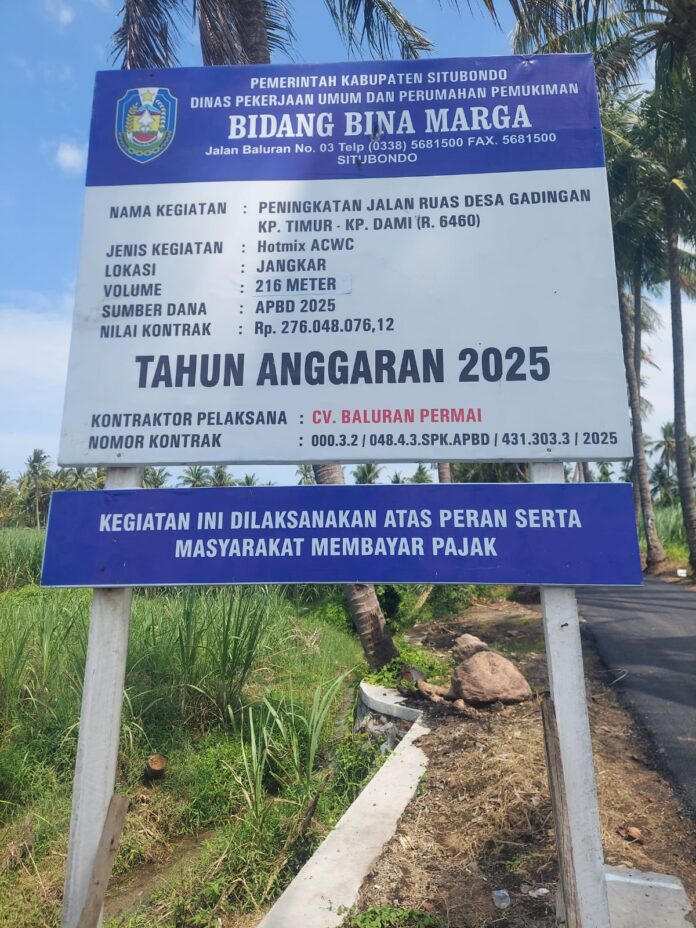 PEMERINTAH KABUPATEN SITUBONDO
DINAS PEKERJAAN UMUM DAN PERUMAHAN PEMUKIMAN
BIDANG BINA MARGA
Jalan Baluran No. 03 Telp (0338) 5681500 FAX. 5681500
SITUBONDO
NAMA KEGIATAN : PENINGKATAN JALAN RUAS DESA GADINGAN
KP. TIMUR - KP. DAMI (R. 6460)
JENIS KEGIATAN : Hotmix ACWC
LOKASI : JANGKAR
VOLUME : 216 METER
SUMBER DANA : APBD 2025
NILAI KONTRAK : Rp. 276.048.076,12
TAHUN ANGGARAN 2025
KONTRAKTOR PELAKSANA : CV. BALURAN PERMAI
NOMOR KONTRAK : 000.3.2 / 048.4.3.SPK.APBD / 431.303.3 / 2025
KEGIATAN INI DILAKSANAKAN ATAS PERAN SERTA
MASYARAKAT MEMBAYAR PAJAK